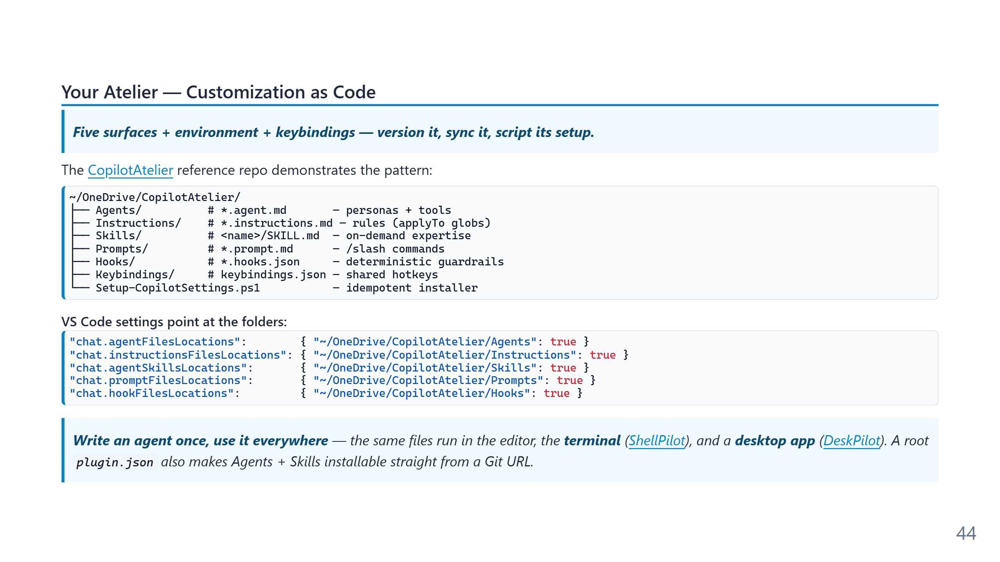 Your Atelier — Customization as Code
Five surfaces + environment + keybindings — version it, sync it, script its setup.
The CopilotAtelier reference repo demonstrates the pattern:
~/OneDrive/CopilotAtelier/
├── Agents/          # *.agent.md       — personas + tools
├── Instructions/    # *.instructions.md — rules (applyTo globs)
├── Skills/          # <name>/SKILL.md  — on-demand expertise
├── Prompts/         # *.prompt.md      — /slash commands
├── Hooks/           # *.hooks.json     — deterministic guardrails
├── Keybindings/     # keybindings.json — shared hotkeys
└── Setup-CopilotSettings.ps1           — idempotent installer
VS Code settings point at the folders:
"chat.agentFilesLocations":        { "~/OneDrive/CopilotAtelier/Agents": true }
"chat.instructionsFilesLocations": { "~/OneDrive/CopilotAtelier/Instructions": true }
"chat.agentSkillsLocations":       { "~/OneDrive/CopilotAtelier/Skills": true }
"chat.promptFilesLocations":       { "~/OneDrive/CopilotAtelier/Prompts": true }
"chat.hookFilesLocations":         { "~/OneDrive/CopilotAtelier/Hooks": true }
Write an agent once, use it everywhere — the same files run in the editor, the terminal (ShellPilot), and a desktop app (DeskPilot). A root
plugin.json also makes Agents + Skills installable straight from a Git URL.
44